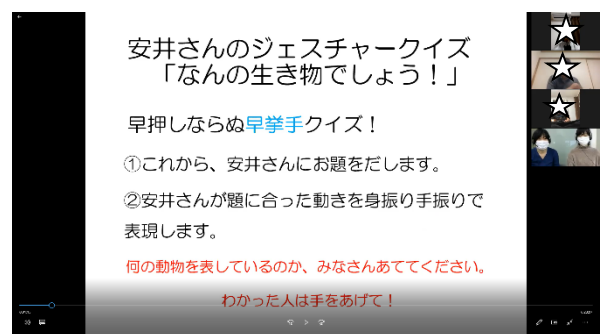 安井さんのジェスチャークイズ
「なんの生き物でしょう！」
早押しならぬ早挙手クイズ！
①これから、安井さんにお題をだします。
②安井さんが題に合った動きを身振り手振りで
表現します。
何の動物を表しているのか、みなさんあててください。
わかった人は手をあげて！